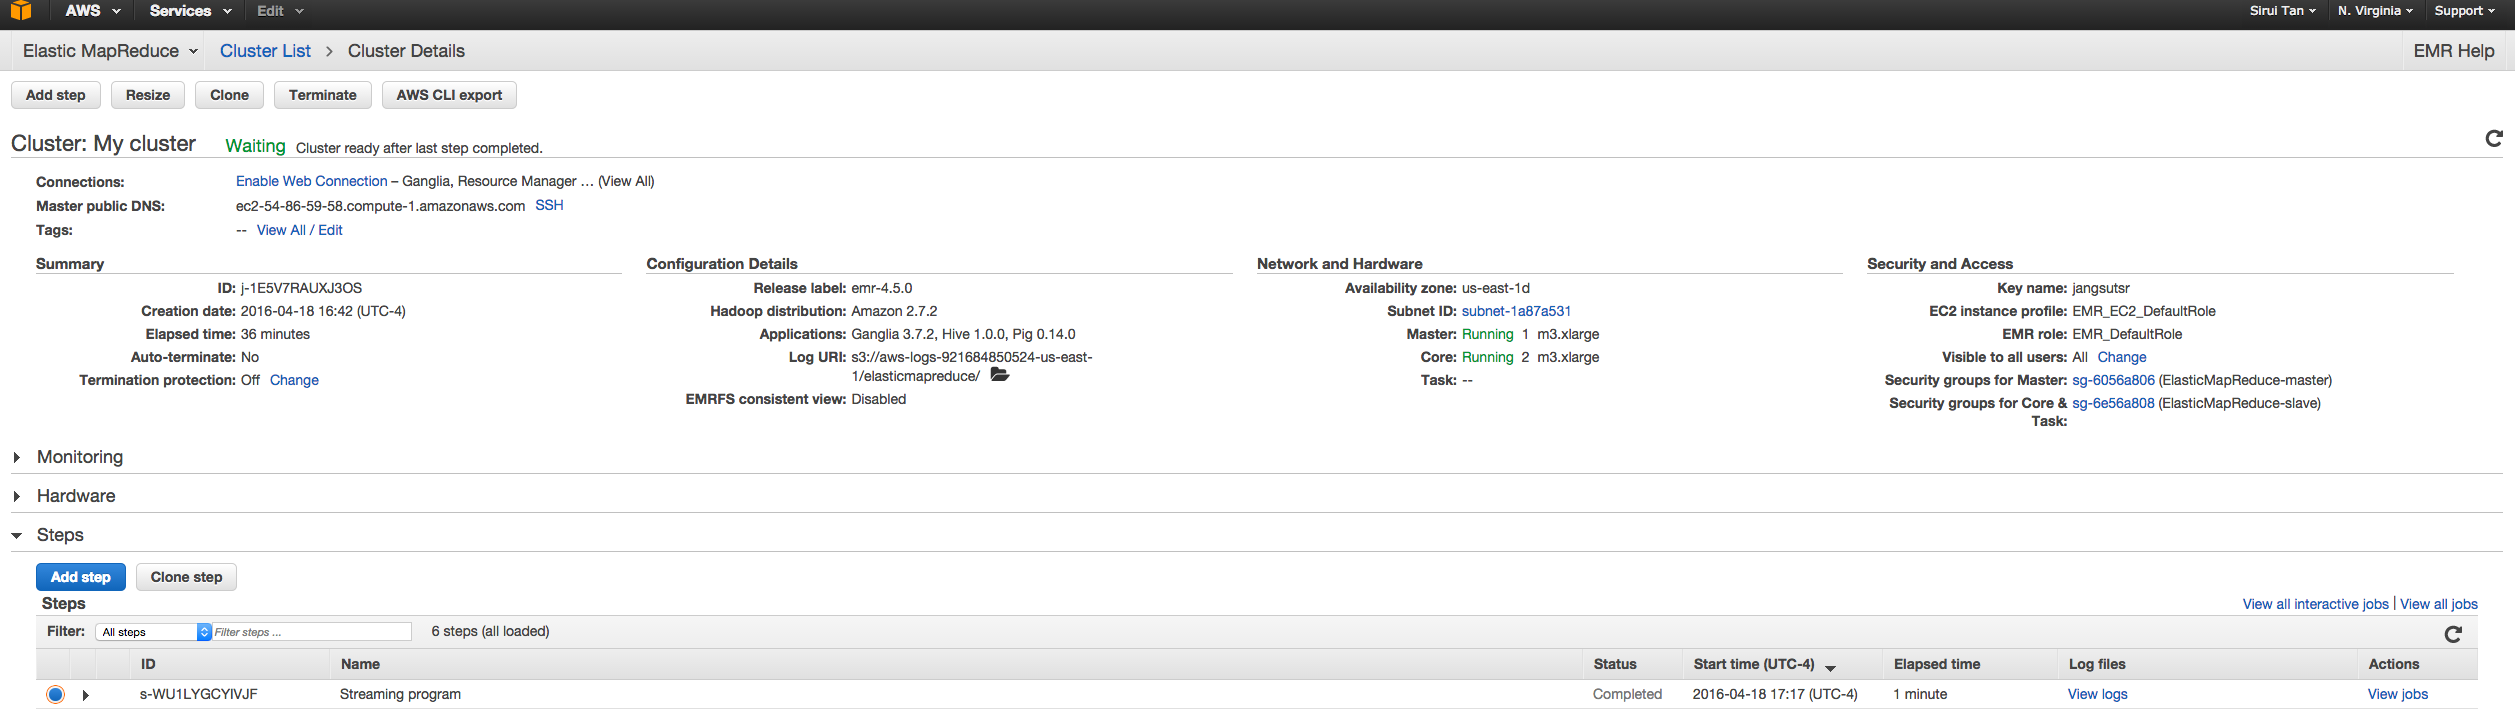 AWS Services Edit Sirui Tan N. Virginia Support
Elastic MapReduce Cluster List > Cluster Details EMR Help
Add step Resize Clone Terminate AWS CLI export
Cluster: My cluster Waiting Cluster ready after last step completed.
Connections: Enable Web Connection – Ganglia, Resource Manager ... (View All)
Master public DNS: ec2-54-86-59-58.compute-1.amazonaws.com SSH
Tags: -- View All / Edit
Summary
ID: j-1E5V7RAUXJ3OS
Creation date: 2016-04-18 16:42 (UTC-4)
Elapsed time: 36 minutes
Auto-terminate: No
Termination protection: Off Change
Configuration Details
Release label: emr-4.5.0
Hadoop distribution: Amazon 2.7.2
Applications: Ganglia 3.7.2, Hive 1.0.0, Pig 0.14.0
Log URI: s3://aws-logs-921684850524-us-east-
1/elasticmapreduce/
EMRFS consistent view: Disabled
Network and Hardware
Availability zone: us-east-1d
Subnet ID: subnet-1a87a531
Master: Running 1 m3.xlarge
Core: Running 2 m3.xlarge
Task: --
Security and Access
Key name: jangsutsr
EC2 instance profile: EMR_EC2_DefaultRole
EMR role: EMR_DefaultRole
Visible to all users: All Change
Security groups for Master: sg-6056a806 (ElasticMapReduce-master)
Security groups for Core & sg-6e56a808 (ElasticMapReduce-slave)
Task:
Monitoring
Hardware
Steps
Add step Clone step
Steps View all interactive jobs | View all jobs
Filter: All steps Filter steps ... 6 steps (all loaded)
ID Name Status Start time (UTC-4) Elapsed time Log files Actions
s-WU1LYGCYIVJF Streaming program Completed 2016-04-18 17:17 (UTC-4) 1 minute View logs View jobs